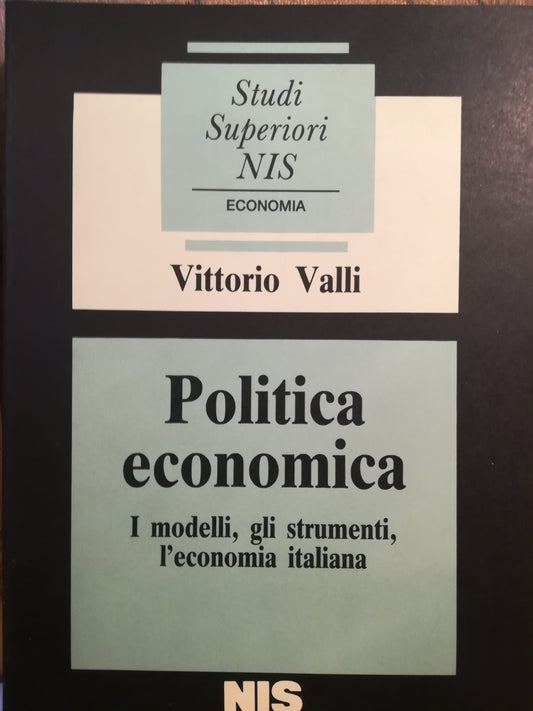 Studi
Superiori
NIS
ECONOMIA
Vittorio Valli
Politica
economica
I modelli, gli strumenti,
l'economia italiana
NIS